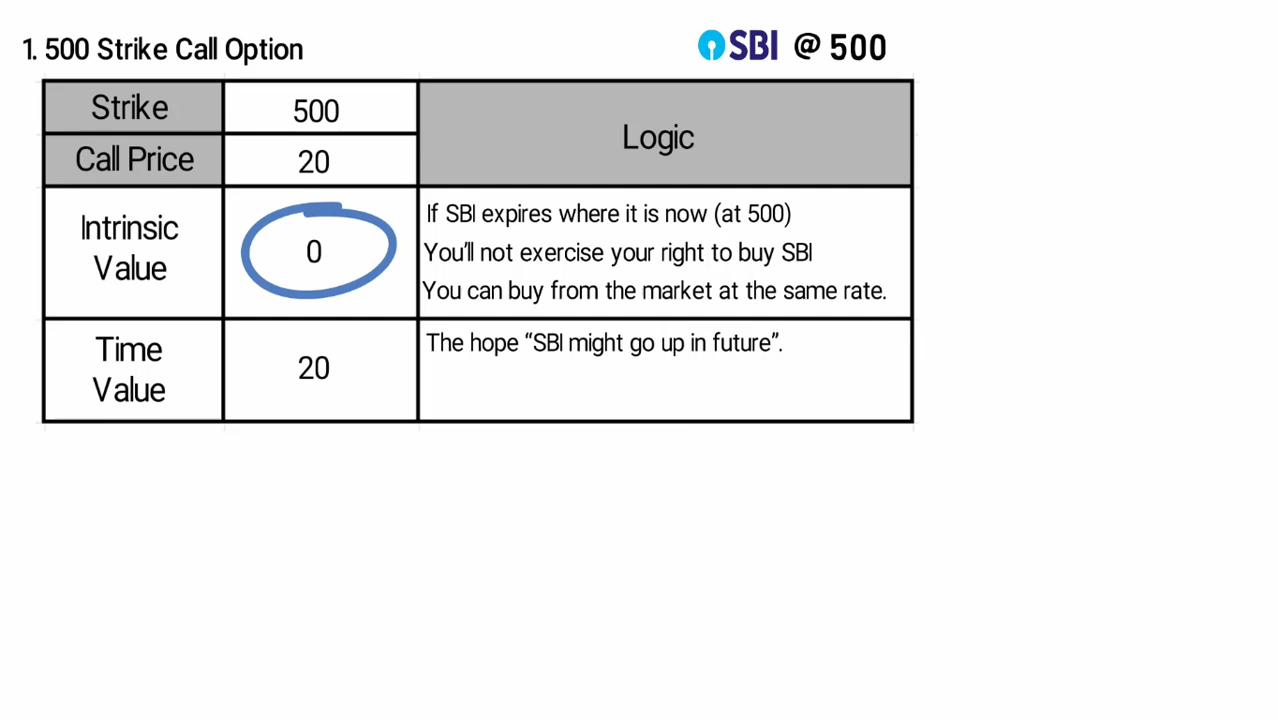 1. 500 Strike Call Option
SBI @ 500
Strike
500
Logic
Call Price
20
Intrinsic
Value
0
If SBI expires where it is now (at 500)
You'll not exercise your right to buy SBI
You can buy from the market at the same rate.
Time
Value
20
The hope “SBI might go up in future”.